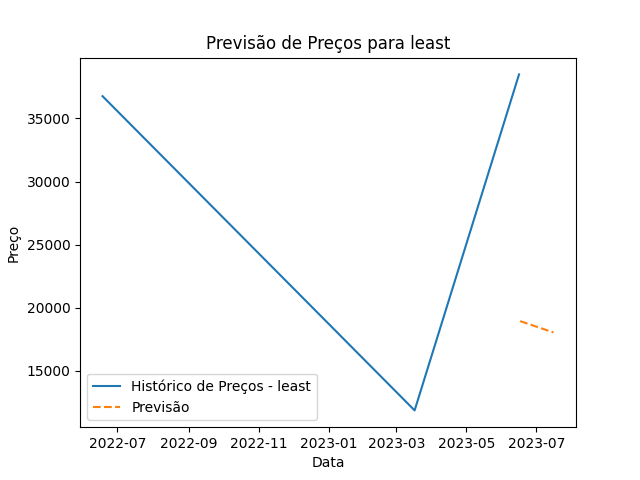 Previsão de Preços para least
Preço
35000
30000
25000
20000
15000
Histórico de Preços - least
Previsão
2022-07 2022-09 2022-11 2023-01 2023-03 2023-05 2023-07
Data